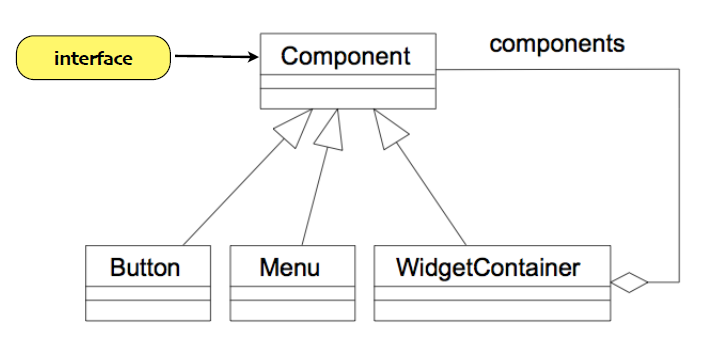 interface
Component
components
Button
Menu
WidgetContainer